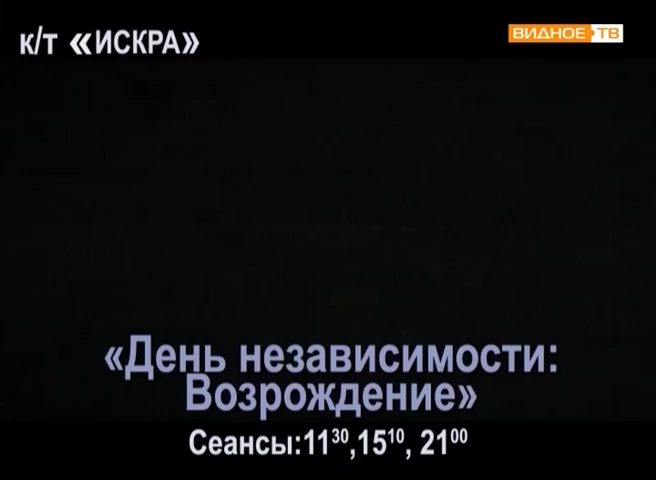 к/т «ИСКРА»
ВИДНОЕ ТВ
«День независимости:
Возрождение»
Сеансы:11³⁰,15¹⁰, 21⁰⁰